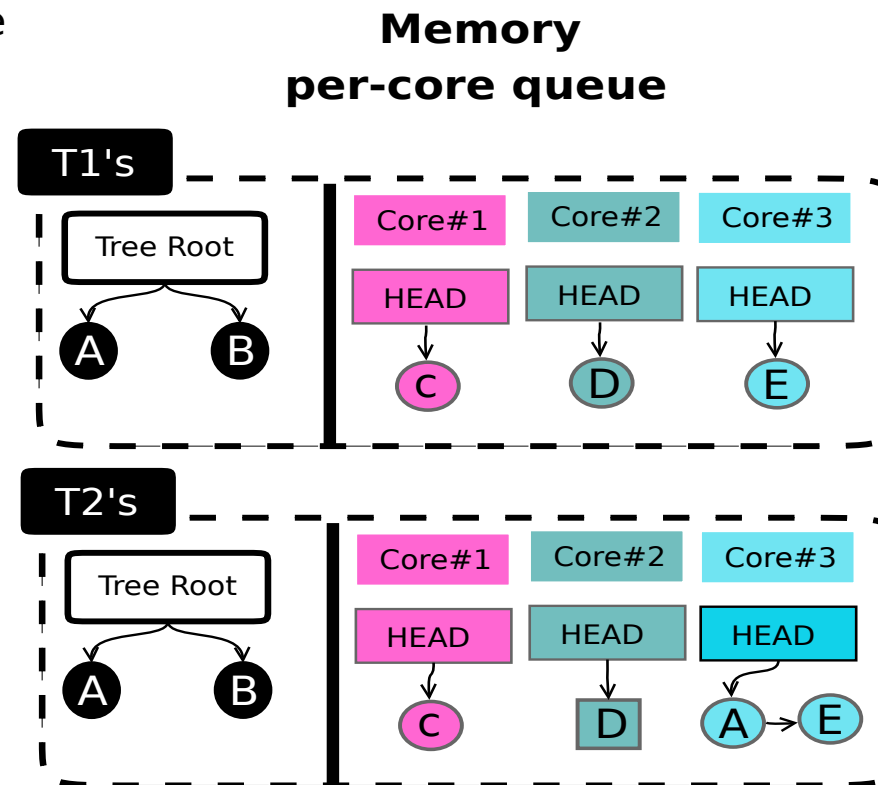 e
Memory
per-core queue
T1's
Tree Root
A B
Core#1 Core#2 Core#3
HEAD HEAD HEAD
c D E
T2's
Tree Root
A B
Core#1 Core#2 Core#3
HEAD HEAD HEAD
c D A E